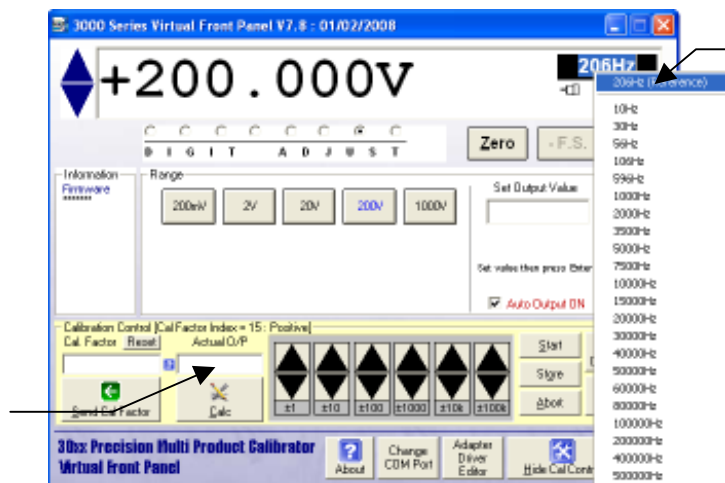 3000 Series Virtual Front Panel V7.8 : 01/02/2008
+200.000V
206Hz
206Hz (Reference)
DIGIT ADJUST
Zero
- F.S.
Information
Firmware
*******
Range
200mV
2V
20V
200V
1000V
Set Output Value
Set value then press Enter
Auto Output ON
10Hz
30Hz
56Hz
106Hz
596Hz
1000Hz
2000Hz
3500Hz
5000Hz
7500Hz
10000Hz
15000Hz
20000Hz
30000Hz
40000Hz
50000Hz
60000Hz
80000Hz
100000Hz
200000Hz
400000Hz
500000Hz
Calibration Control [Cal Factor Index = 15 : Positive]
Cal. Factor
Reset
Actual O/P
Send Cal Factor
Calc
±1
±10
±100
±1000
±10k
±100k
Start
Store
Abort
30xx Precision Multi Product Calibrator
Virtual Front Panel
About
Change
COM Port
Adapter
Driver
Editor
Hide Cal Contr